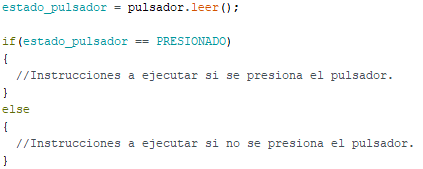 estado_pulsador = pulsador.leer();
if(estado_pulsador == PRESIONADO)
{
//Instrucciones a ejecutar si se presiona el pulsador.
}
else
{
//Instrucciones a ejecutar si no se presiona el pulsador.
}